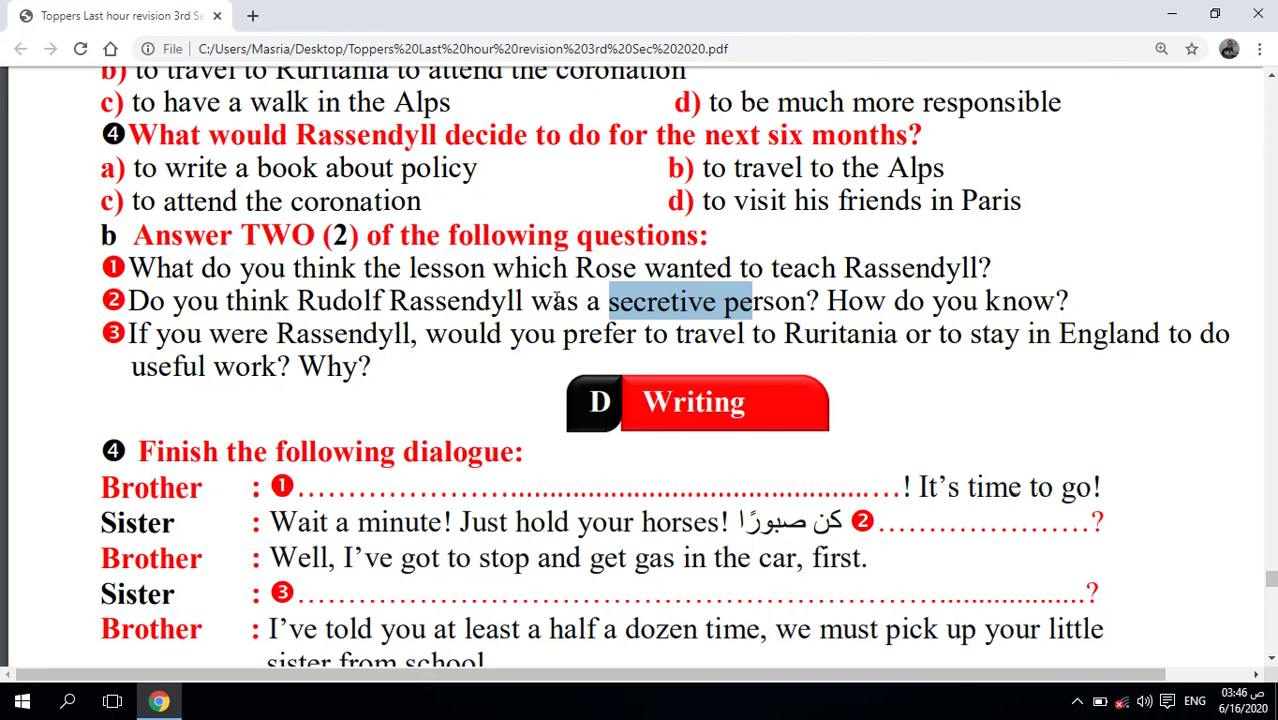 Toppers Last hour revision 3rd Se
File C:/Users/Masria/Desktop/Toppers%20Last%20hour%20revision%203rd%20Sec%202020.pdf
b) to travel to Ruritania to attend the coronation
c) to have a walk in the Alps d) to be much more responsible
❹What would Rassendyll decide to do for the next six months?
a) to write a book about policy b) to travel to the Alps
c) to attend the coronation d) to visit his friends in Paris
b Answer TWO (2) of the following questions:
❶What do you think the lesson which Rose wanted to teach Rassendyll?
❷Do you think Rudolf Rassendyll was a secretive person? How do you know?
❸If you were Rassendyll, would you prefer to travel to Ruritania or to stay in England to do
useful work? Why?
D Writing
❹ Finish the following dialogue:
Brother : ❶……………………………………………………! It’s time to go!
Sister : Wait a minute! Just hold your horses! كن صبورًا ❷…………………?
Brother : Well, I’ve got to stop and get gas in the car, first.
Sister : ❸……………………………………………………………?
Brother : I’ve told you at least a half a dozen time, we must pick up your little
sister from school
ENG ص 03:46
6/16/2020